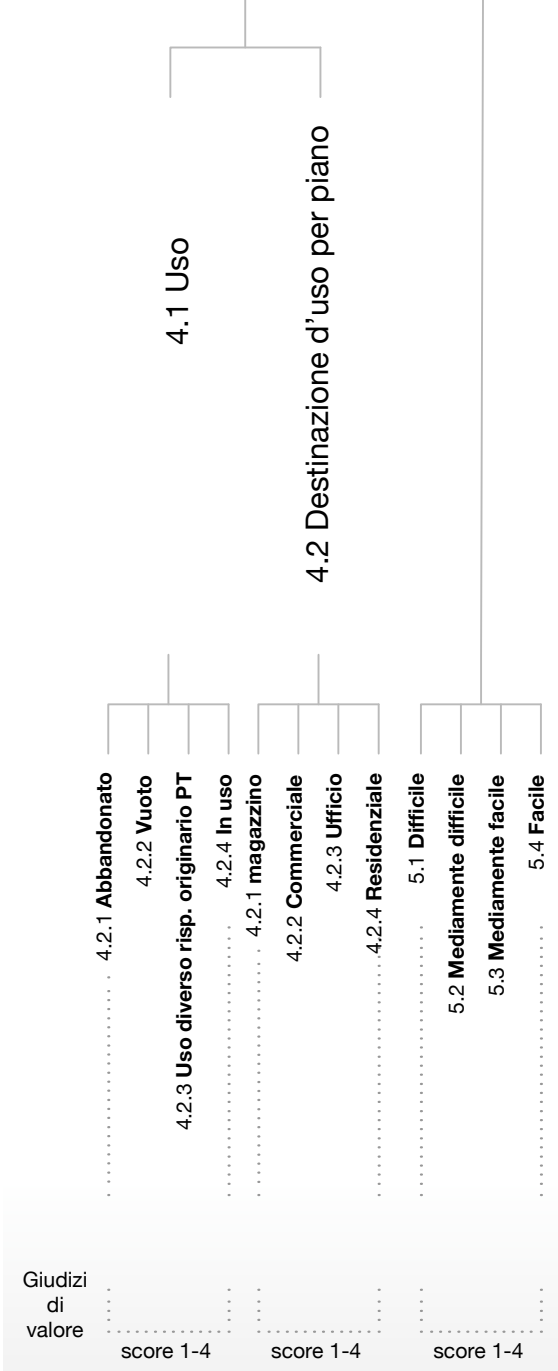 4.1 Uso
4.2 Destinazione d'uso per piano
4.2.1 Abbandonato
4.2.2 Vuoto
4.2.3 Uso diverso risp. originario PT
4.2.4 In uso
4.2.1 magazzino
4.2.2 Commerciale
4.2.3 Ufficio
4.2.4 Residenziale
5.1 Difficile
5.2 Mediamente difficile
5.3 Mediamente facile
5.4 Facile
Giudizi
di
valore
score 1-4
score 1-4
score 1-4